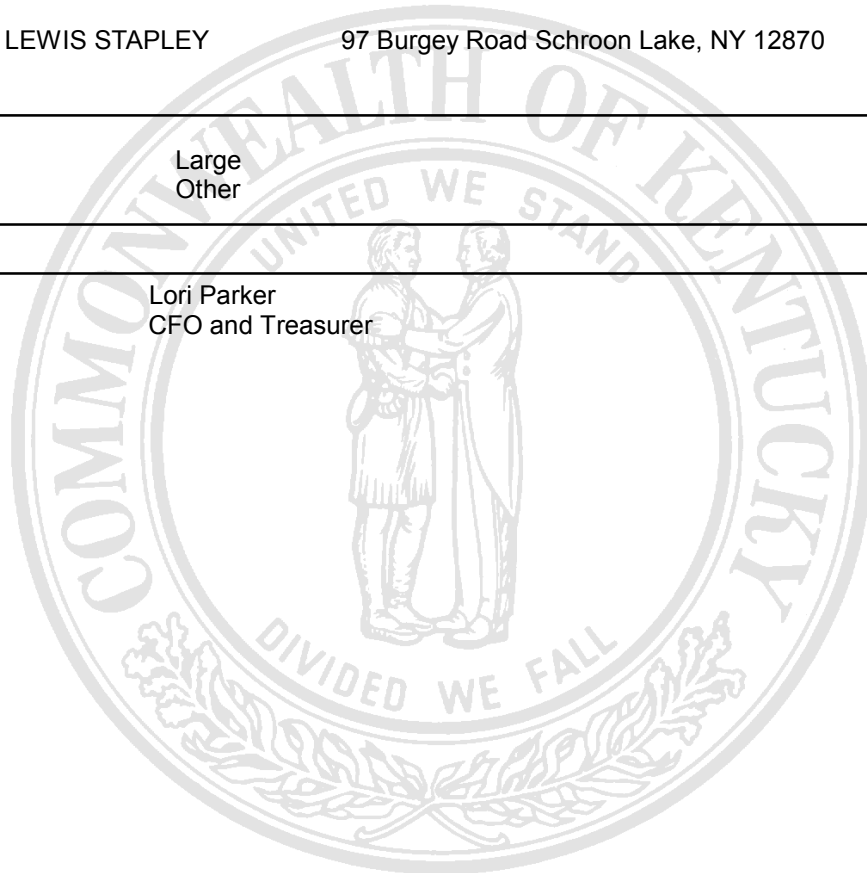 LEWIS STAPLEY 97 Burgey Road Schroon Lake, NY 12870
Large
Other
Lori Parker
CFO and Treasurer
COMMONWEALTH OF KENTUCKY
UNITED WE STAND
DIVIDED WE FALL